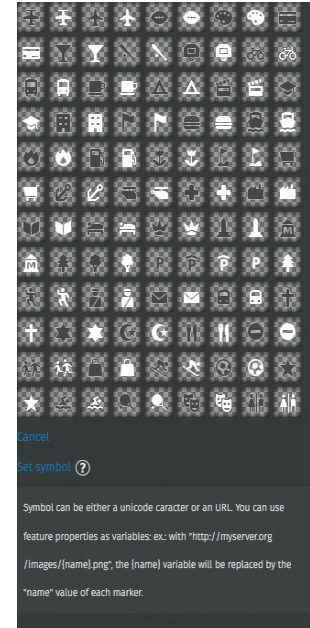 Cancel
Set symbol ?
Symbol can be either a unicode caracter or an URL. You can use
feature properties as variables: ex.: with "http://myserver.org
/images/{name}.png", the {name} variable will be replaced by the
"name" value of each marker.